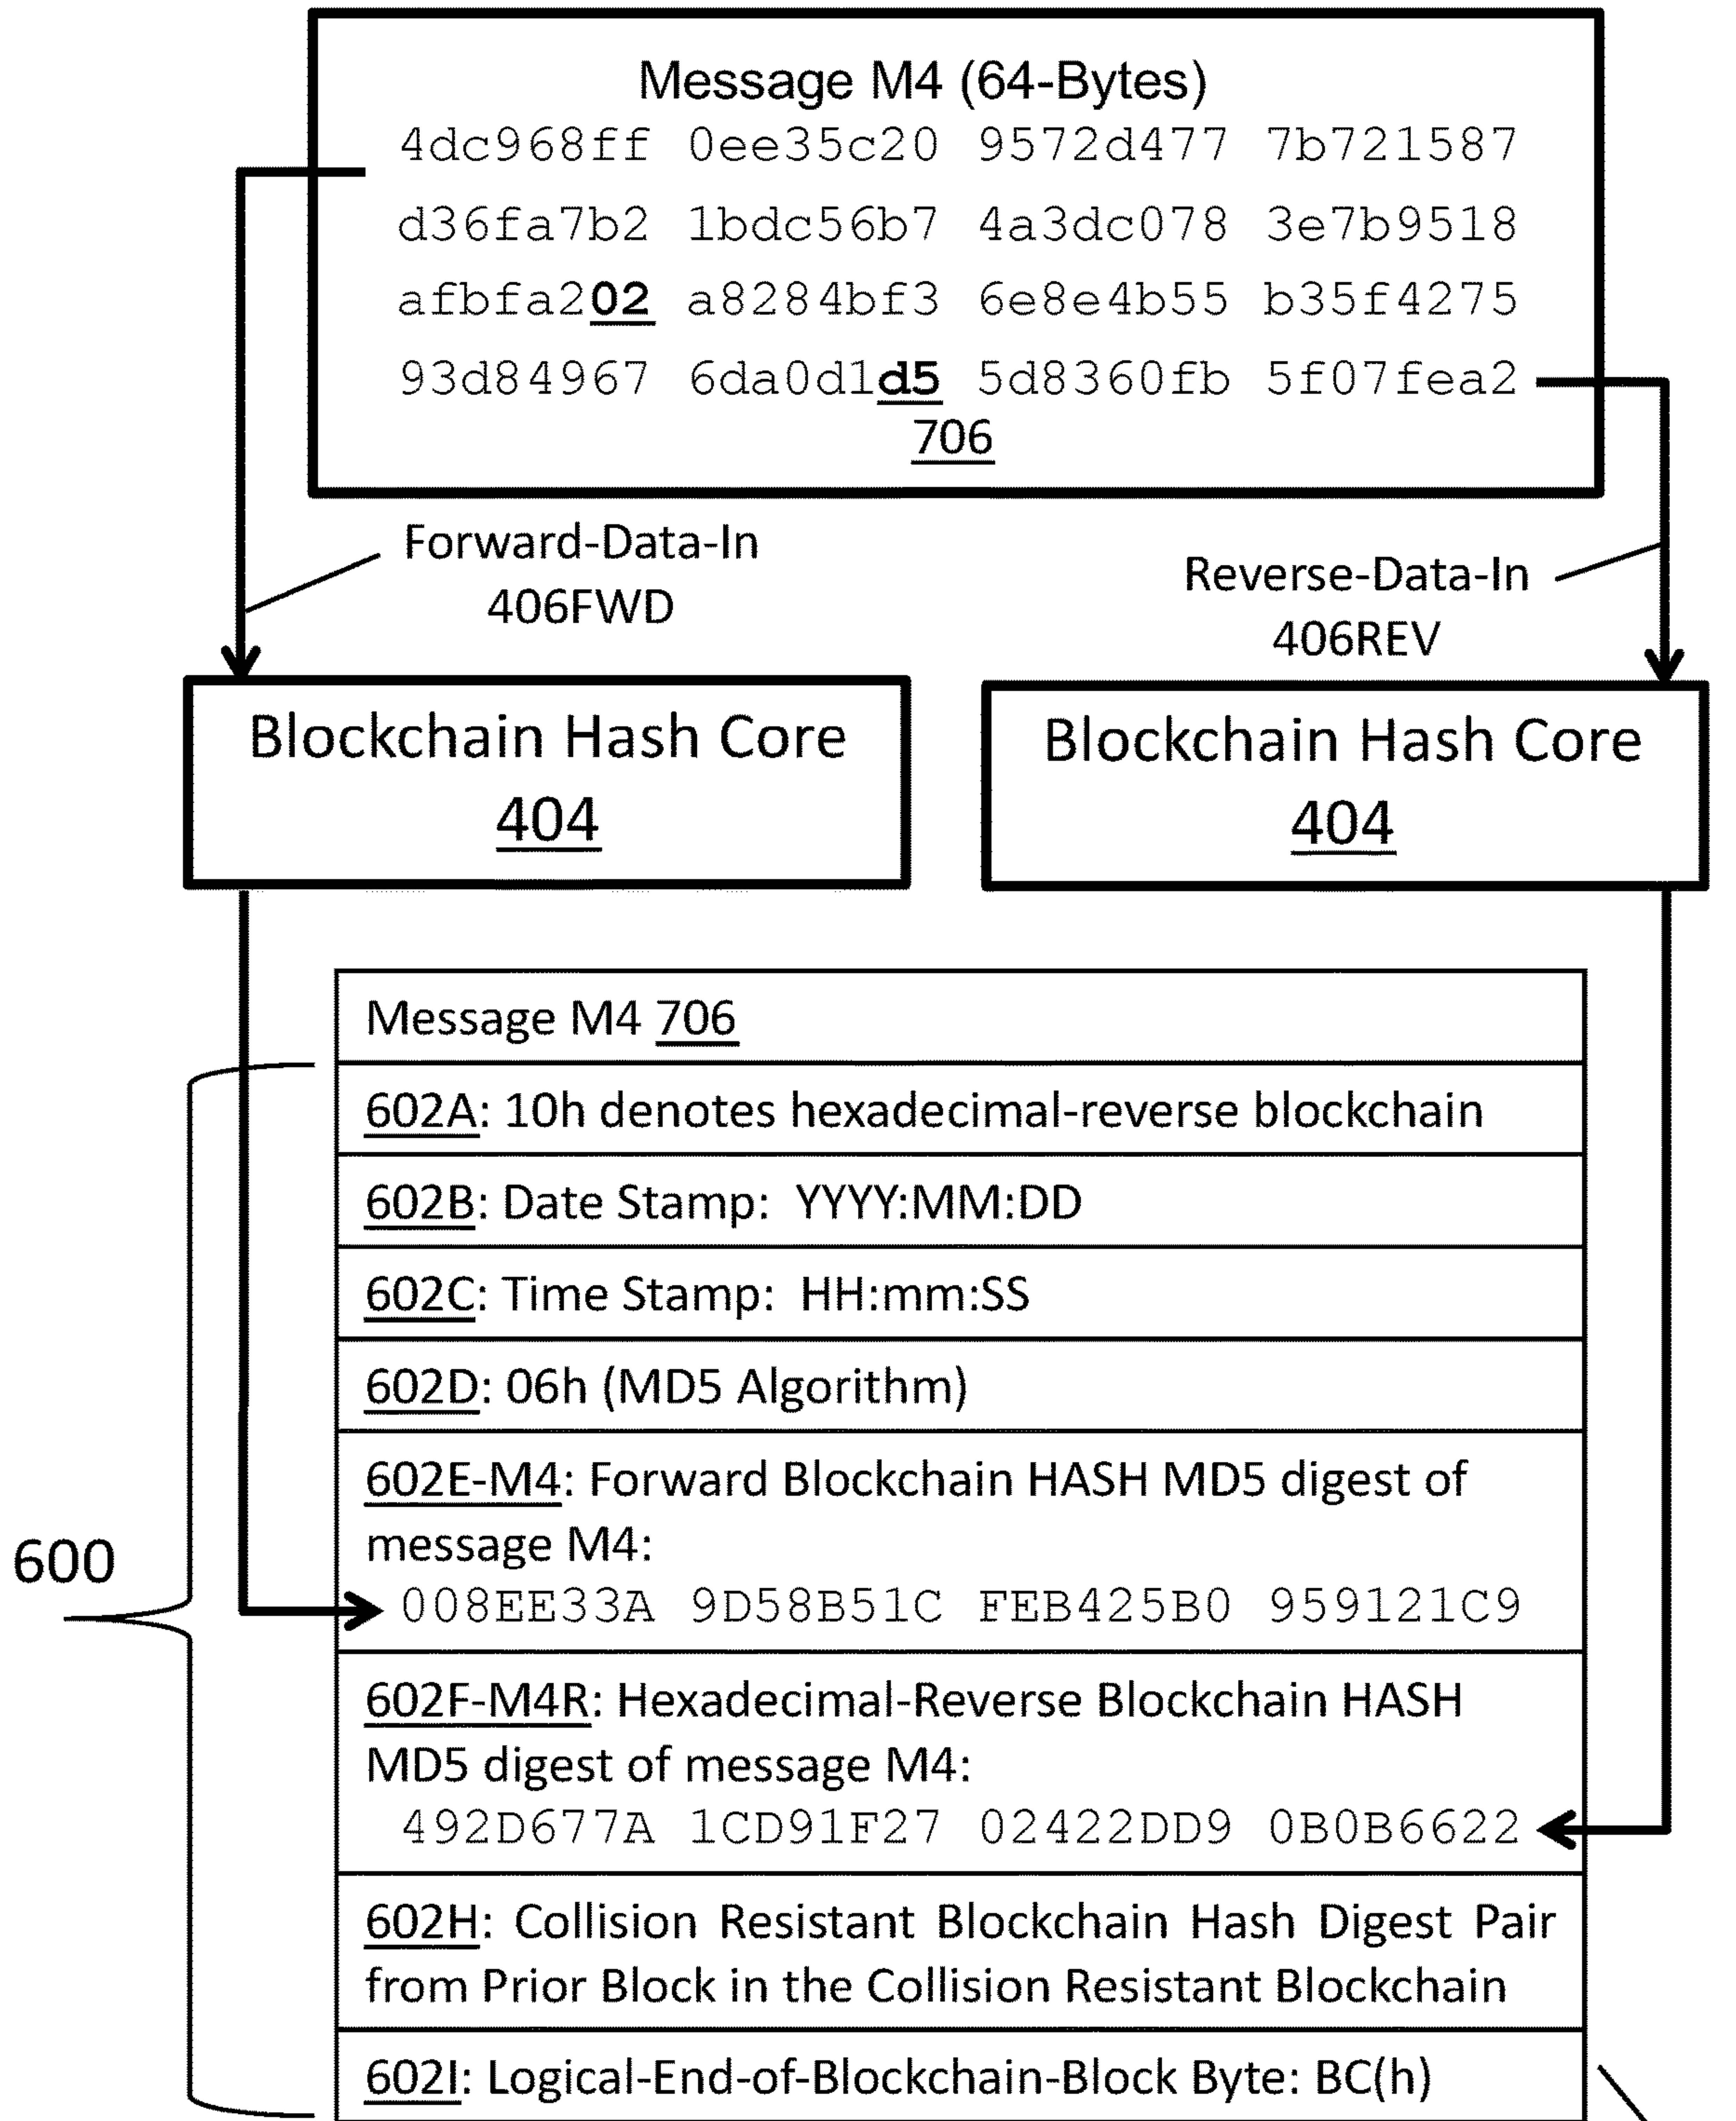 Message M4 (64-Bytes)
4dc968ff 0ee35c20 9572d477 7b721587
d36fa7b2 1bdc56b7 4a3dc078 3e7b9518
afbfa202 a8284bf3 6e8e4b55 b35f4275
93d84967 6da0d1d5 5d8360fb 5f07fea2
706
Forward-Data-In
406FWD
Reverse-Data-In
406REV
Blockchain Hash Core
404
Blockchain Hash Core
404
Message M4 706
602A: 10h denotes hexadecimal-reverse blockchain
602B: Date Stamp: YYYY:MM:DD
602C: Time Stamp: HH:mm:SS
602D: 06h (MD5 Algorithm)
602E-M4: Forward Blockchain HASH MD5 digest of
message M4:
008EE33A 9D58B51C FEB425B0 959121C9
600
602F-M4R: Hexadecimal-Reverse Blockchain HASH
MD5 digest of message M4:
492D677A 1CD91F27 02422DD9 0B0B6622
602H: Collision Resistant Blockchain Hash Digest Pair
from Prior Block in the Collision Resistant Blockchain
602I: Logical-End-of-Blockchain-Block Byte: BC(h)